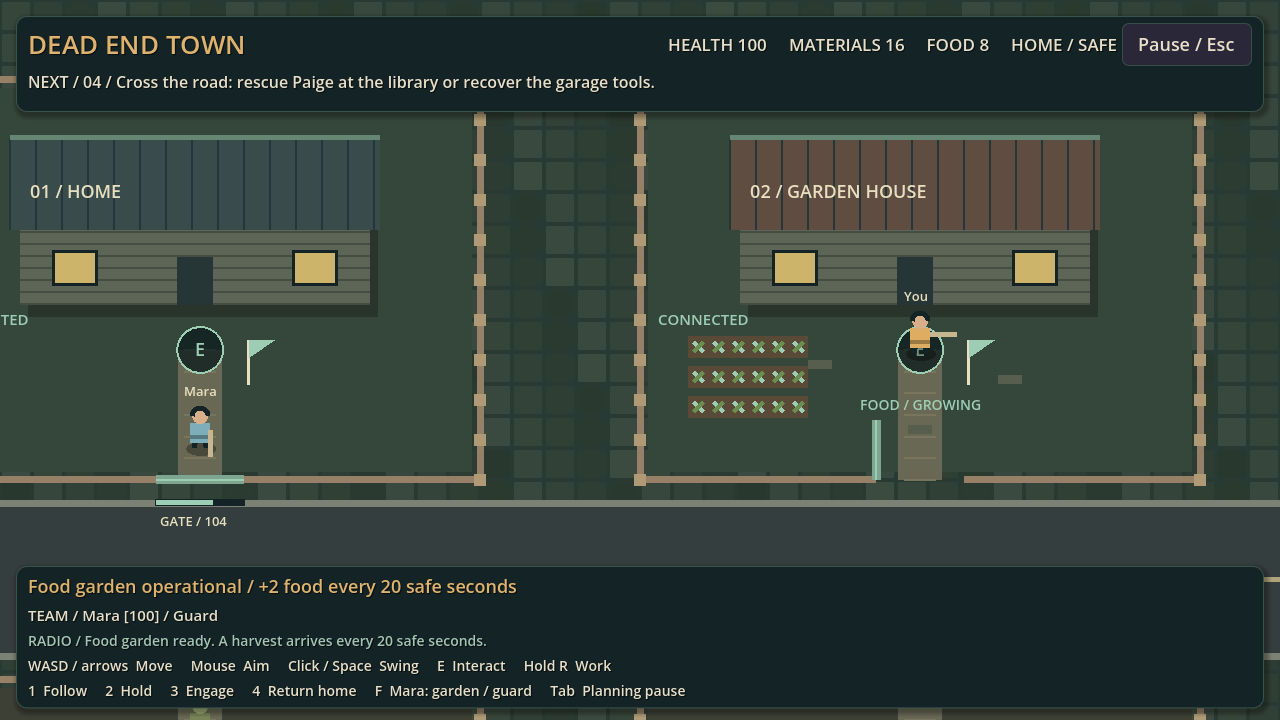 DEAD END TOWN
HEALTH 100 MATERIALS 16 FOOD 8 HOME / SAFE Pause / Esc
NEXT / 04 / Cross the road: rescue Paige at the library or recover the garage tools.
01 / HOME
02 / GARDEN HOUSE
You
TED
CONNECTED
E
E
Mara
FOOD / GROWING
GATE / 104
Food garden operational / +2 food every 20 safe seconds
TEAM / Mara [100] / Guard
RADIO / Food garden ready. A harvest arrives every 20 safe seconds.
WASD / arrows Move Mouse Aim Click / Space Swing E Interact Hold R Work
1 Follow 2 Hold 3 Engage 4 Return home F Mara: garden / guard Tab Planning pause